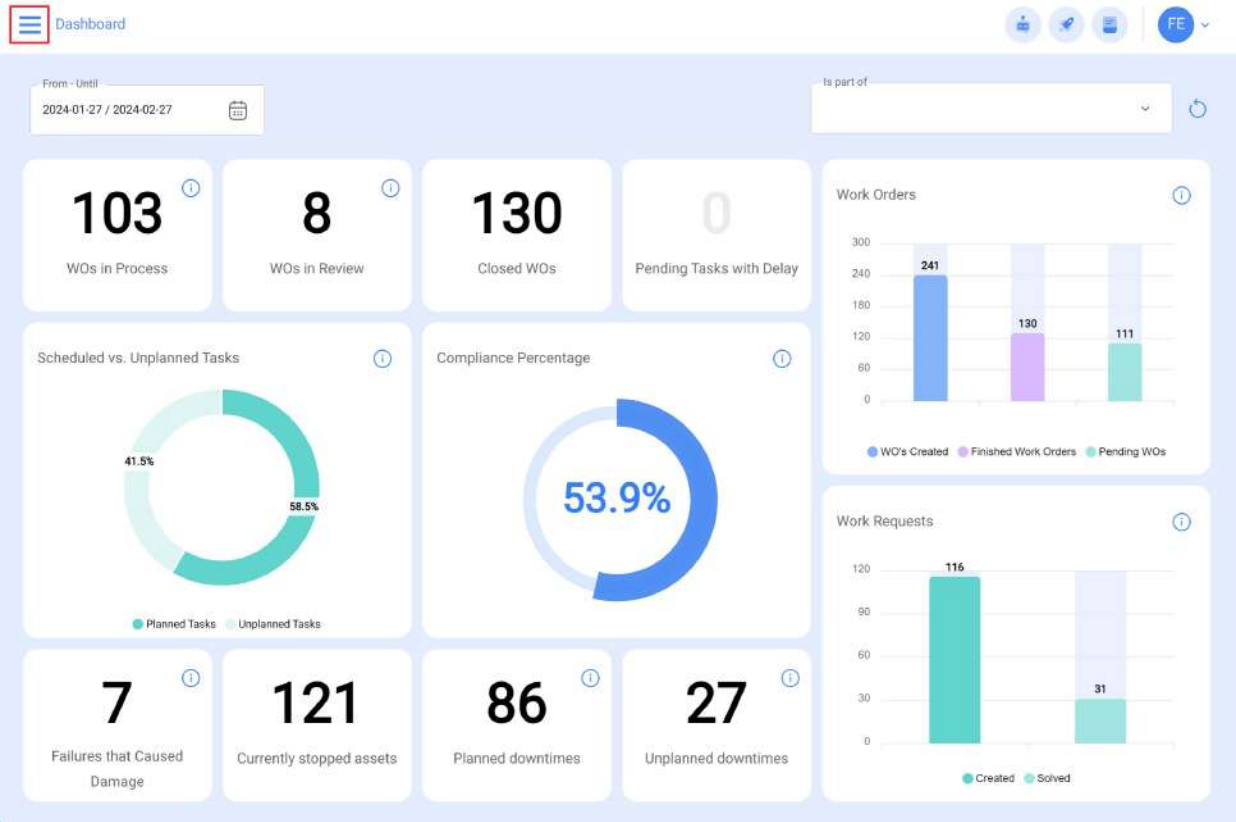 Dashboard
FE
From - Until
2024-01-27 / 2024-02-27
Is part of
103
WOs in Process
8
WOs in Review
130
Closed WOs
0
Pending Tasks with Delay
Work Orders
300
240
180
120
60
0
241
130
111
WO's Created
Finished Work Orders
Pending WOs
Scheduled vs. Unplanned Tasks
41.5%
58.5%
Planned Tasks
Unplanned Tasks
Compliance Percentage
53.9%
Work Requests
120
90
60
30
0
116
31
Created
Solved
7
Failures that Caused
Damage
121
Currently stopped assets
86
Planned downtimes
27
Unplanned downtimes